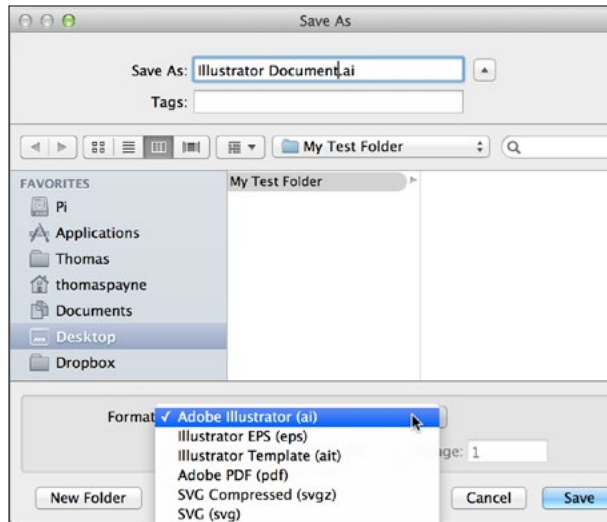 Save As
Save As: Illustrator Document.ai
Tags:
My Test Folder
FAVORITES
Pi
Applications
Thomas
thomaspayne
Documents
Desktop
Dropbox
My Test Folder
Format
✓ Adobe Illustrator (ai)
Illustrator EPS (eps)
Illustrator Template (ait)
Adobe PDF (pdf)
SVG Compressed (svgz)
SVG (svg)
nge: 1
New Folder
Cancel
Save